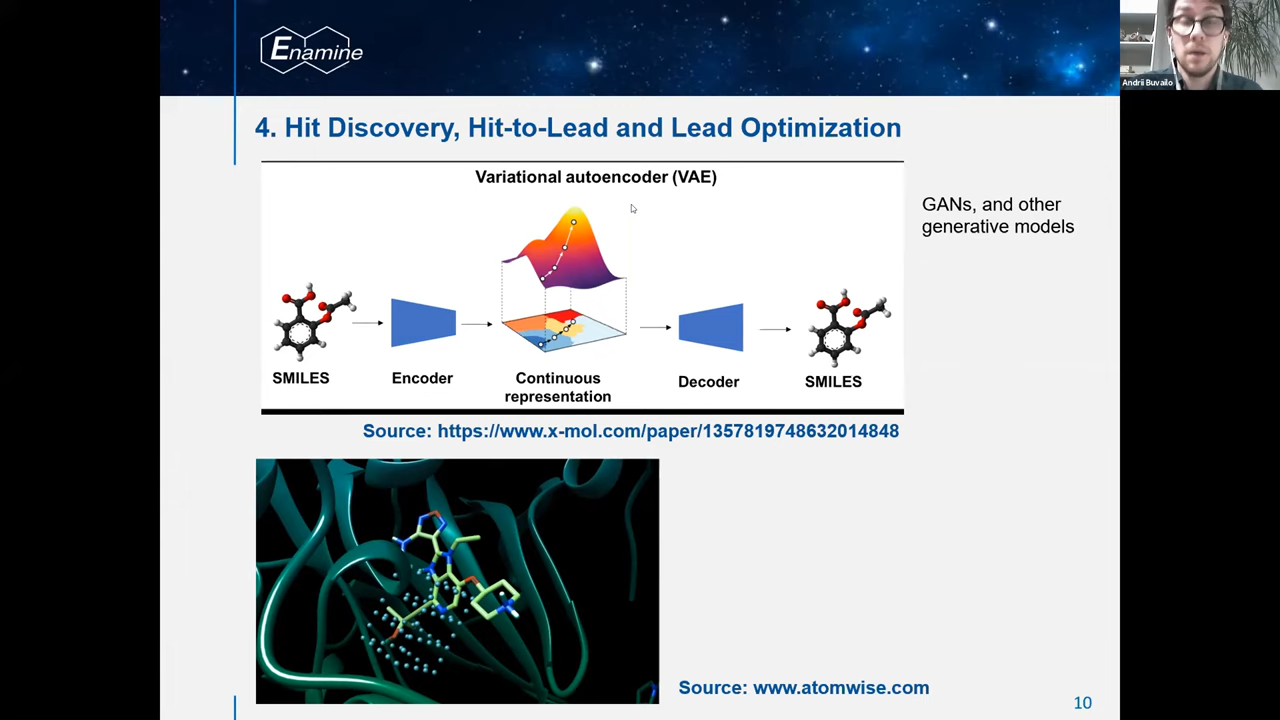 Enamine
Andrii Buvailo
4. Hit Discovery, Hit-to-Lead and Lead Optimization
Variational autoencoder (VAE)
GANs, and other
generative models
SMILES
Encoder
Continuous
representation
Decoder
SMILES
Source: https://www.x-mol.com/paper/1357819748632014848
Source: www.atomwise.com
10